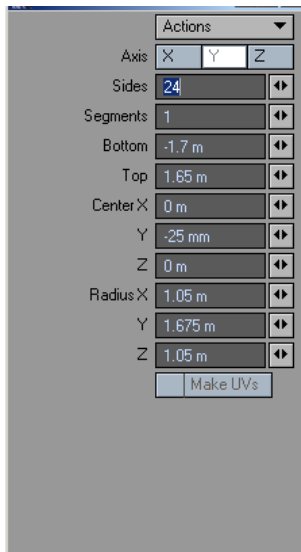 Actions
Axis X Y Z
Sides 24
Segments 1
Bottom -1.7 m
Top 1.65 m
Center X 0 m
Y -25 mm
Z 0 m
Radius X 1.05 m
Y 1.675 m
Z 1.05 m
Make UVs